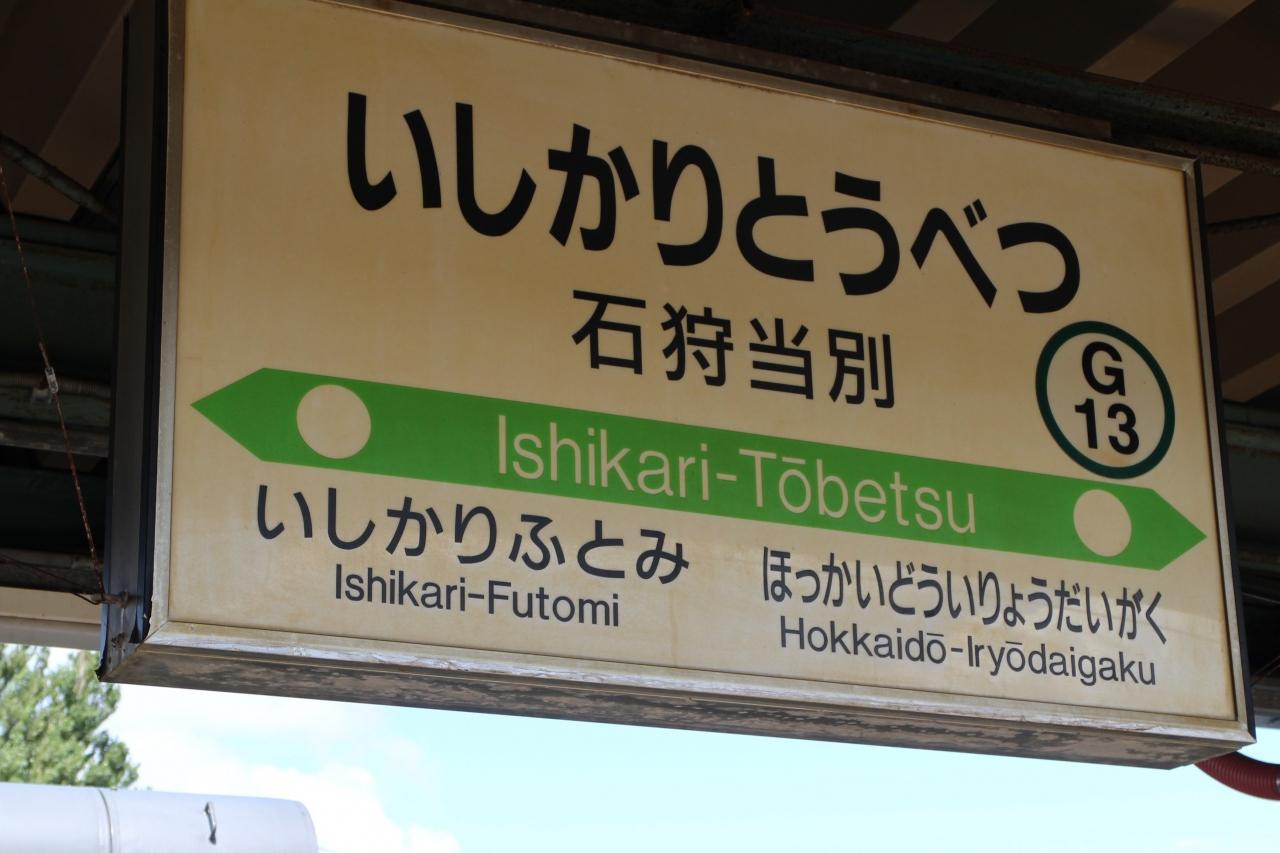 いしかりとうべつ
石狩当別
G
13
Ishikari-Tōbetsu
いしかりふとみ
Ishikari-Futomi
ほっかいどういりょうだいがく
Hokkaidō-Iryōdaigaku